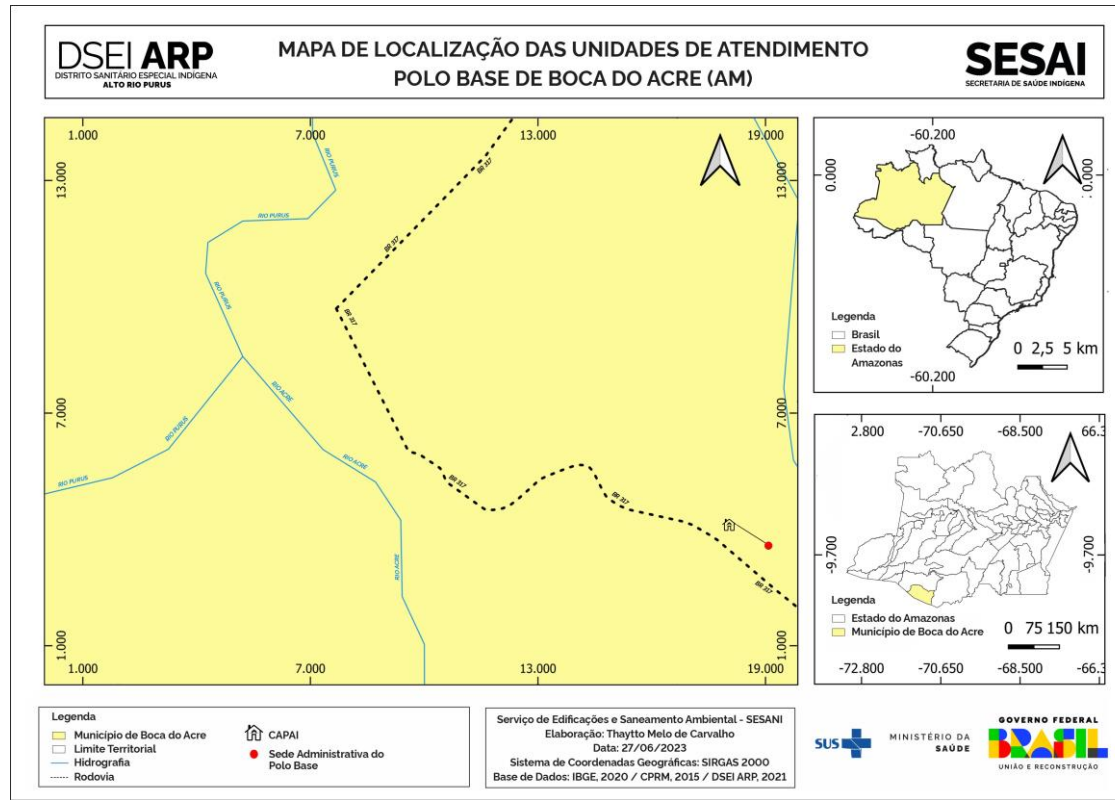 DSEI ARP
DISTRITO SANITÁRIO ESPECIAL INDÍGENA
ALTO RIO PURUS
MAPA DE LOCALIZAÇÃO DAS UNIDADES DE ATENDIMENTO
POLO BASE DE BOCA DO ACRE (AM)
SESAI
SECRETARIA DE SAÚDE INDÍGENA
1.000 7.000 13.000 19.000
13.000
7.000
1.000
RIO PURUS
RIO PURUS
RIO PURUS
RIO PURUS
RIO PURUS
RIO ACRE
RIO ACRE
RIO ACRE
BR 317
BR 317
BR 317
BR 317
BR 317
BR 317
13.000
7.000
1.000
1.000 7.000 13.000 19.000
-60.200
0.000
0.000
Legenda
Brasil
Estado do
Amazonas
0 2,5 5 km
-60.200
2.800 -70.650 -68.500 66.3
-9.700
-9.700
Legenda
Estado do Amazonas
Município de Boca do Acre
0 75 150 km
-72.800 -70.650 -68.500 -66.3
Legenda
Município de Boca do Acre
Limite Territorial
Hidrografia
Rodovia
CAPAI
Sede Administrativa do
Polo Base
Serviço de Edificações e Saneamento Ambiental - SESANI
Elaboração: Thaytto Melo de Carvalho
Data: 27/06/2023
Sistema de Coordenadas Geográficas: SIRGAS 2000
Base de Dados: IBGE, 2020 / CPRM, 2015 / DSEI ARP, 2021
SUS
MINISTÉRIO DA
SAÚDE
GOVERNO FEDERAL
BRASIL
UNIÃO E RECONSTRUÇÃO